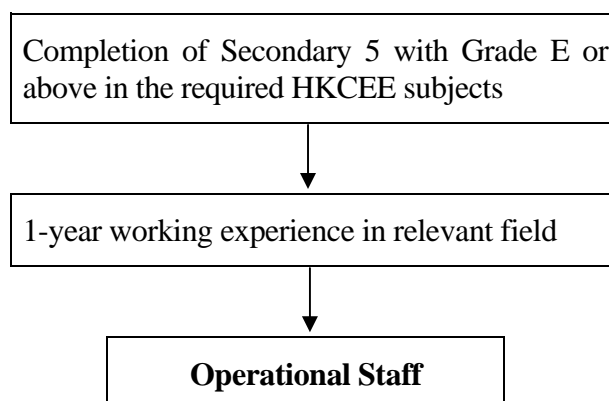 Completion of Secondary 5 with Grade E or
above in the required HKCEE subjects
1-year working experience in relevant field
Operational Staff